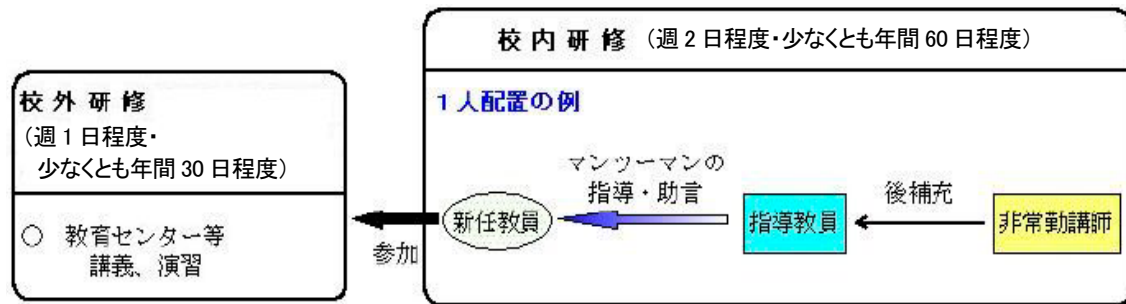 校外研修
（週1日程度・
少なくとも年間30日程度）
○ 教育センター等
講義、演習
参加
校内研修（週2日程度・少なくとも年間60日程度）
1人配置の例
新任教員
マンツーマンの
指導・助言
指導教員
後補充
非常勤講師